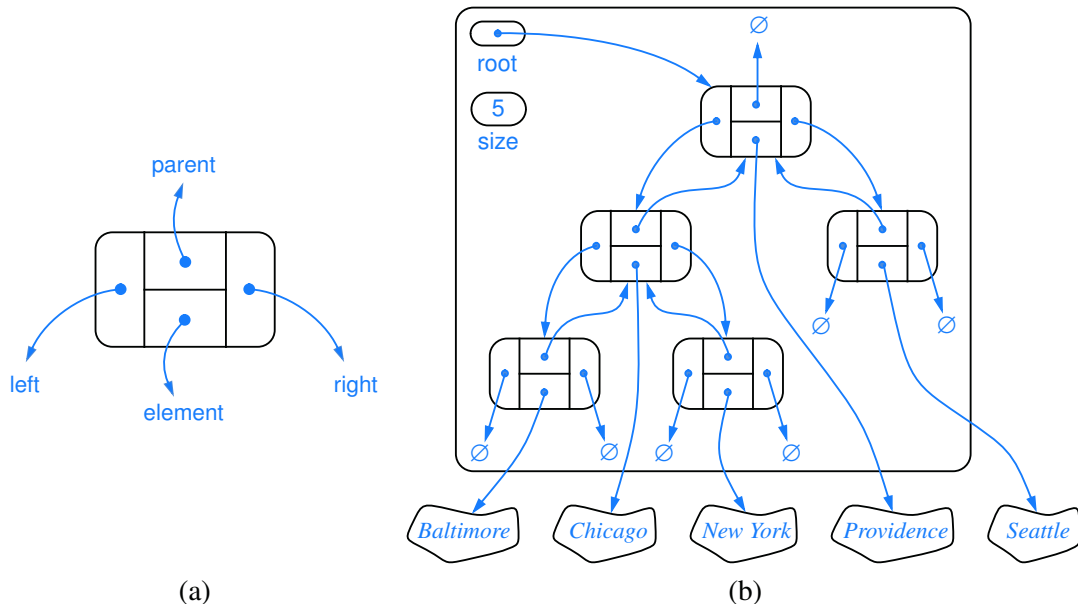 parent
left
right
element
(a)
root
5
size
∅
∅
∅
∅
∅
∅
∅
Baltimore
Chicago
New York
Providence
Seattle
(b)